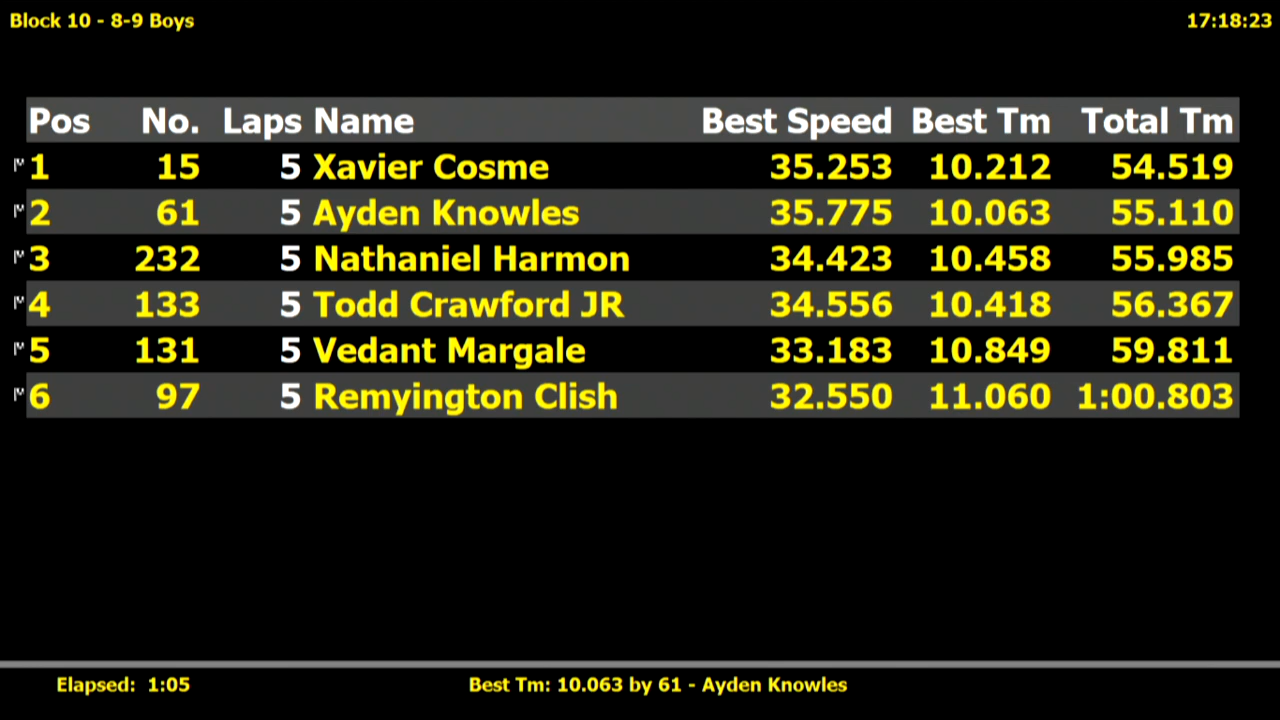 Block 10 - 8-9 Boys 17:18:23
Pos No. Laps Name Best Speed Best Tm Total Tm
1 15 5 Xavier Cosme 35.253 10.212 54.519
2 61 5 Ayden Knowles 35.775 10.063 55.110
3 232 5 Nathaniel Harmon 34.423 10.458 55.985
4 133 5 Todd Crawford JR 34.556 10.418 56.367
5 131 5 Vedant Margale 33.183 10.849 59.811
6 97 5 Remyington Clish 32.550 11.060 1:00.803
Elapsed: 1:05 Best Tm: 10.063 by 61 - Ayden Knowles